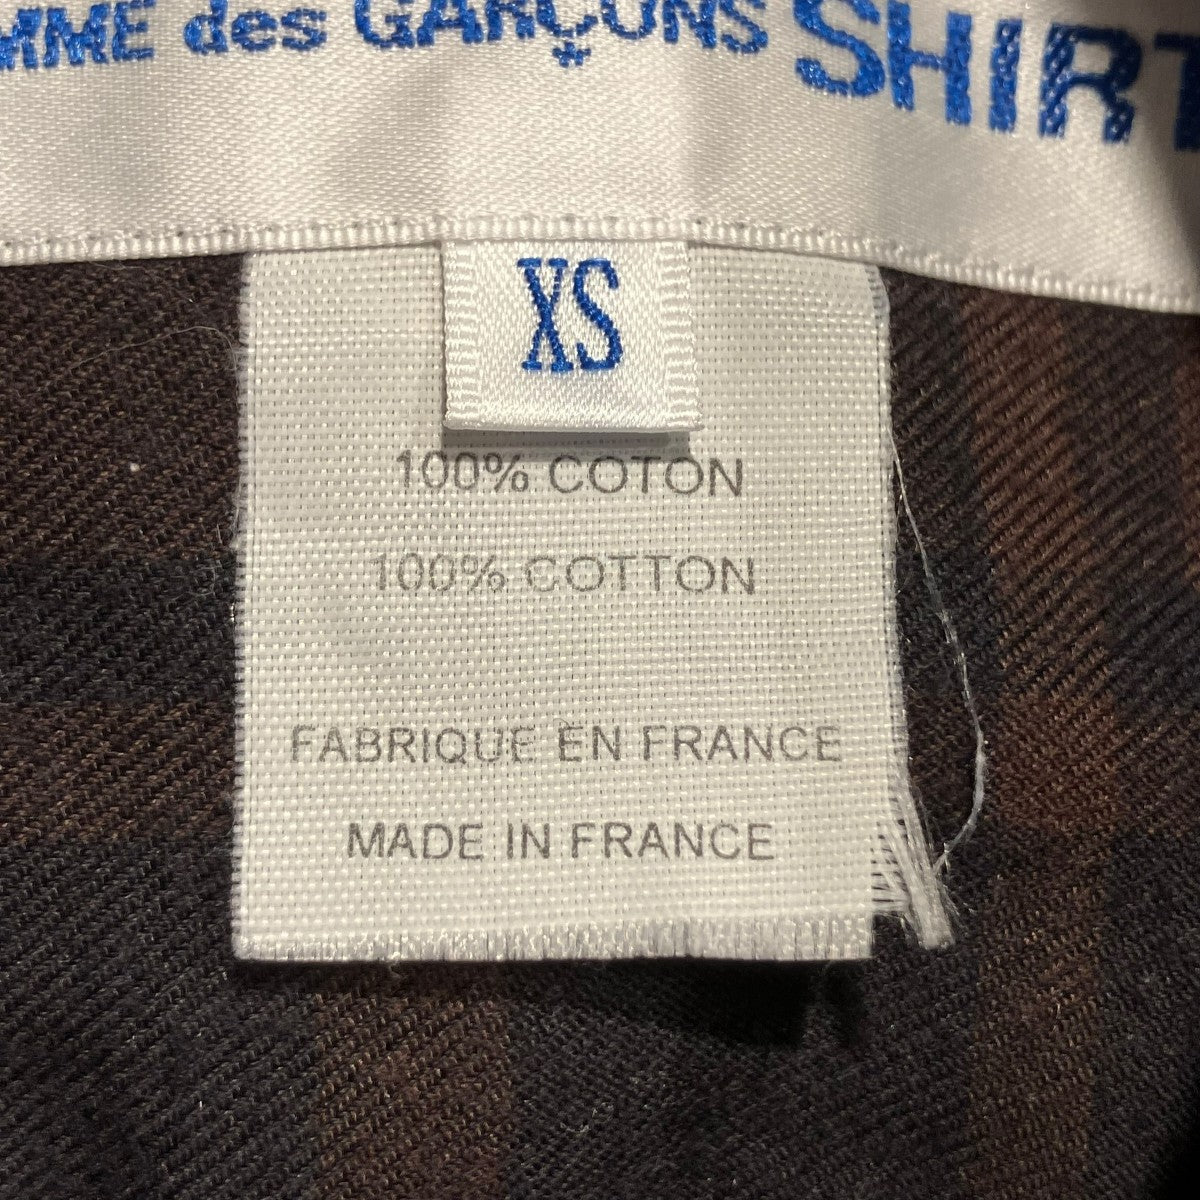 MME des GARÇONS SHIRT
XS
100% COTON
100% COTTON
FABRIQUE EN FRANCE
MADE IN FRANCE